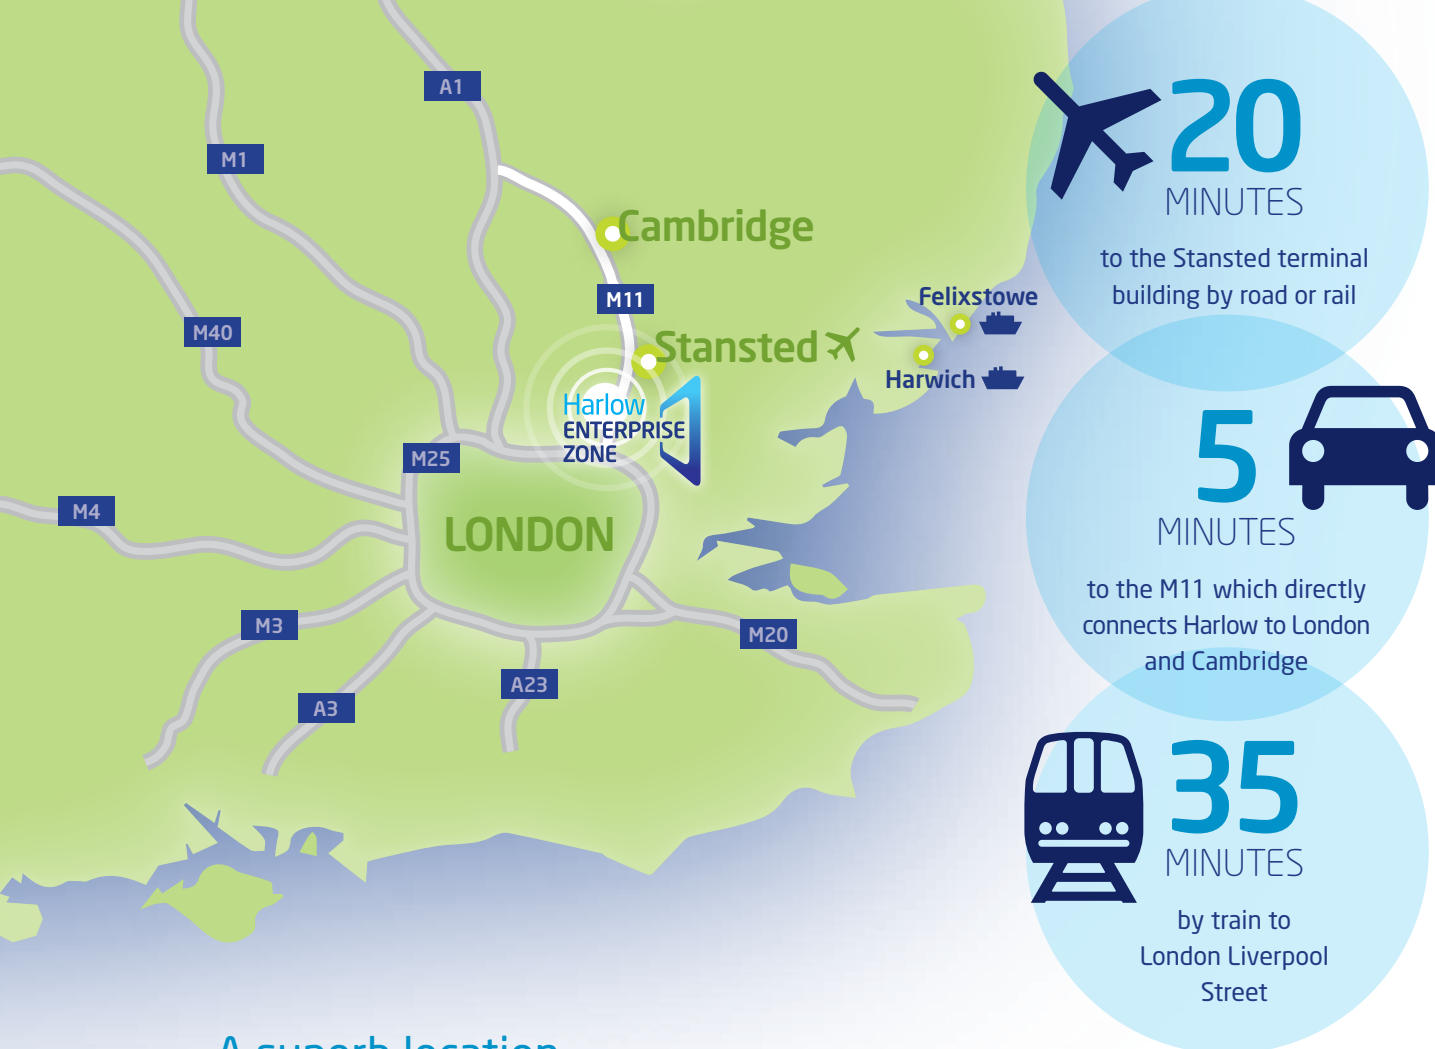 A1
M1
Cambridge
M11
M40
Stansted
Felixstowe
Harwich
Harlow
ENTERPRISE
ZONE
M25
M4
LONDON
M3
M20
A23
A3
20
MINUTES
to the Stansted terminal
building by road or rail
5
MINUTES
to the M11 which directly
connects Harlow to London
and Cambridge
35
MINUTES
by train to
London Liverpool
Street
A superb location